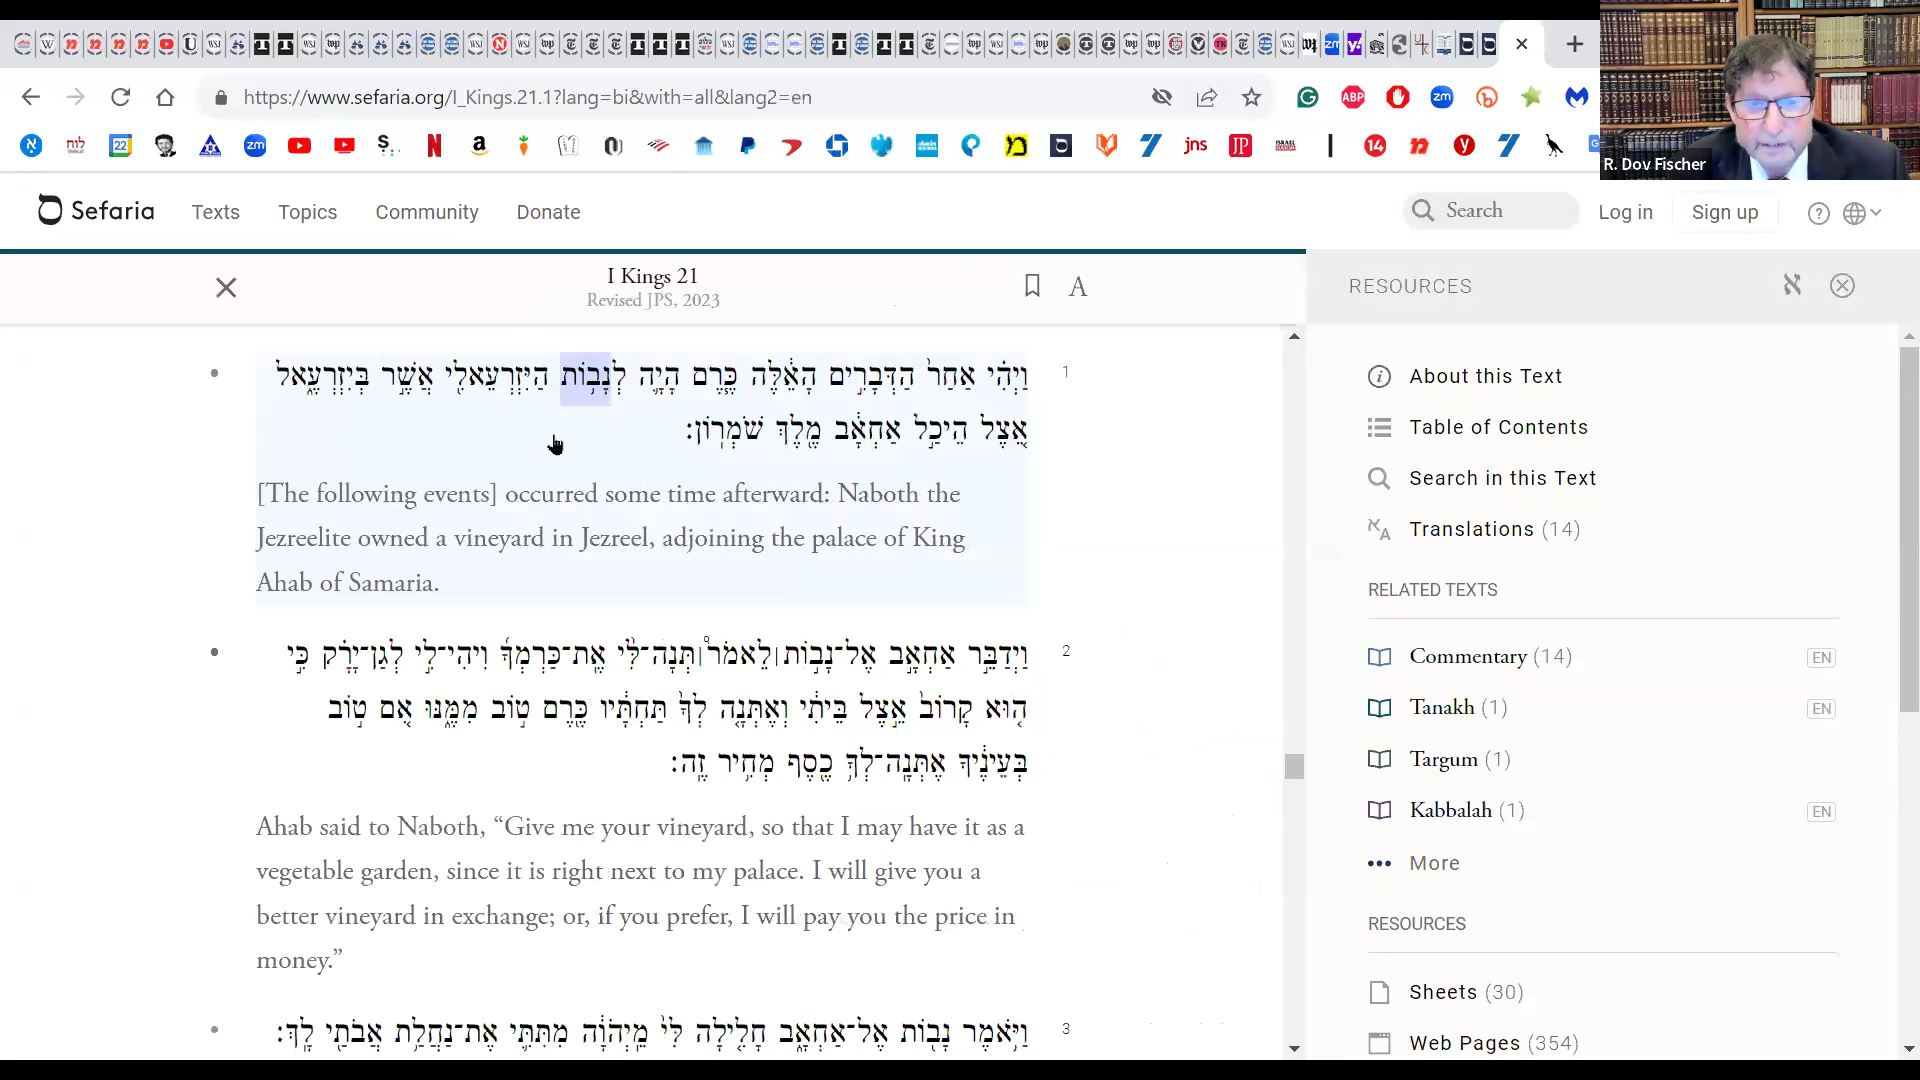 https://www.sefaria.org/I_Kings.21.1?lang=bi&with=all&lang2=en
R. Dov Fischer
Sefaria Texts Topics Community Donate Search Log in Sign up
I Kings 21
Revised JPS, 2023
A
וַיְהִ֗י אַחַר֙ הַדְּבָרִ֣ים הָאֵ֔לֶּה כֶּ֧רֶם הָיָ֛ה לְנָב֥וֹת הַיִּזְרְעֵאלִ֖י אֲשֶׁ֣ר בְּיִזְרְעֶ֑אל
אֵ֚צֶל הֵיכַ֣ל אַחְאָ֔ב מֶ֖לֶךְ שֹׁמְרֽוֹן׃
1
[The following events] occurred some time afterward: Naboth the
Jezreelite owned a vineyard in Jezreel, adjoining the palace of King
Ahab of Samaria.
וַיְדַבֵּ֣ר אַחְאָ֣ב אֶל־נָב֣וֹת׀ לֵאמֹר֩׀ תְּנָה־לִּ֨י אֶֽת־כַּרְמְךָ֜ וִיהִי־לִ֣י לְגַן־יָרָ֗ק כִּ֣י
ה֤וּא קָרוֹב֙ אֵ֣צֶל בֵּיתִ֔י וְאֶתְּנָ֤ה לְךָ֙ תַּחְתָּ֔יו כֶּ֖רֶם ט֣וֹב מִמֶּ֑נּוּ אִ֚ם ט֣וֹב
בְּעֵינֶ֔יךָ אֶתְּנָה־לְךָ֥ כֶ֖סֶף מְחִ֥יר זֶֽה׃
2
Ahab said to Naboth, “Give me your vineyard, so that I may have it as a
vegetable garden, since it is right next to my palace. I will give you a
better vineyard in exchange; or, if you prefer, I will pay you the price in
money.”
וַיֹּ֥אמֶר נָב֖וֹת אֶל־אַחְאָ֑ב חָלִ֤ילָה לִּי֙ מֵֽיְהֹוָ֔ה מִתִּתִּ֛י אֶת־נַחֲלַ֥ת אֲבֹתַ֖י לָֽךְ׃
3
RESOURCES
About this Text
Table of Contents
Search in this Text
Translations (14)
RELATED TEXTS
Commentary (14) EN
Tanakh (1) EN
Targum (1)
Kabbalah (1) EN
More
RESOURCES
Sheets (30)
Web Pages (354)